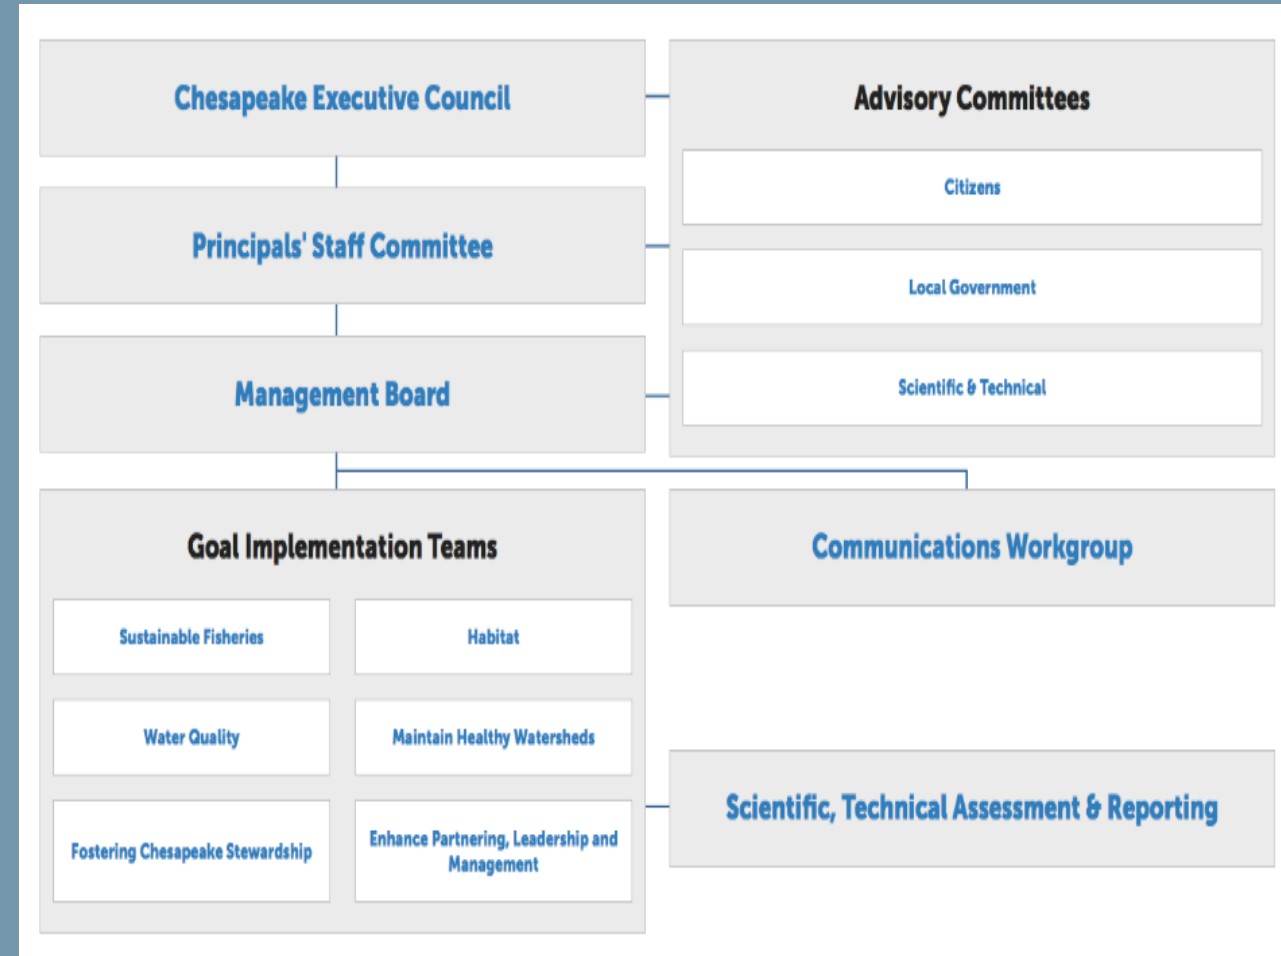 Chesapeake Executive Council
Advisory Committees
Citizens
Principals' Staff Committee
Local Government
Management Board
Scientific & Technical
Goal Implementation Teams
Communications Workgroup
Sustainable Fisheries
Habitat
Water Quality
Maintain Healthy Watersheds
Scientific, Technical Assessment & Reporting
Fostering Chesapeake Stewardship
Enhance Partnering, Leadership and
Management